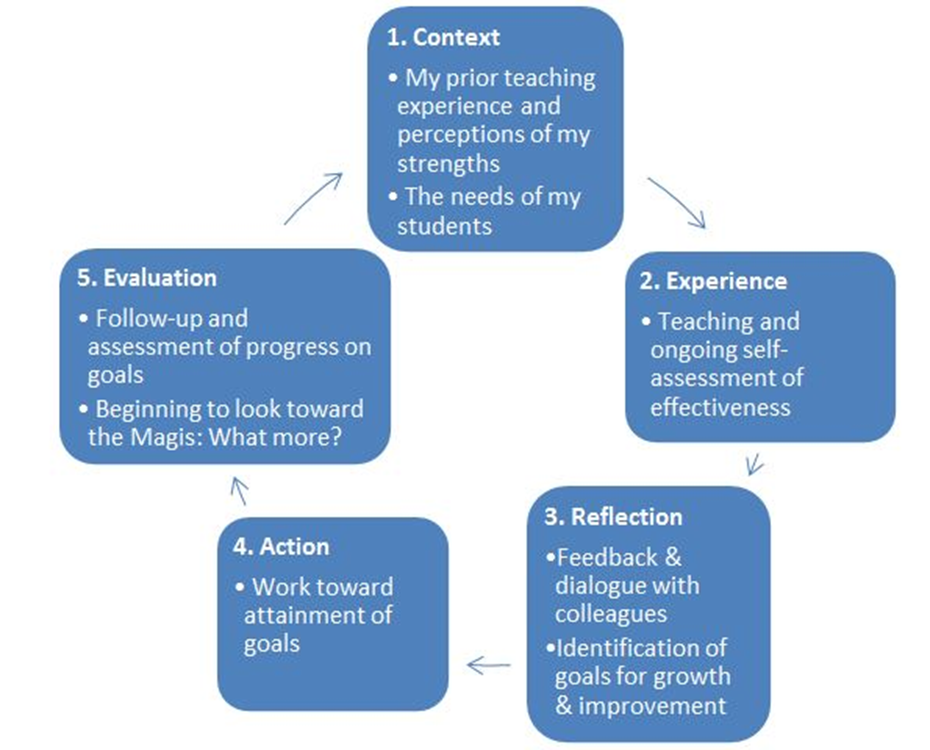 1. Context
• My prior teaching
experience and
perceptions of my
strengths
• The needs of my
students
2. Experience
• Teaching and
ongoing self-
assessment of
effectiveness
3. Reflection
•Feedback &
dialogue with
colleagues
•Identification of
goals for growth
& improvement
4. Action
• Work toward
attainment of
goals
5. Evaluation
• Follow-up and
assessment of progress on
goals
• Beginning to look toward
the Magis: What more?